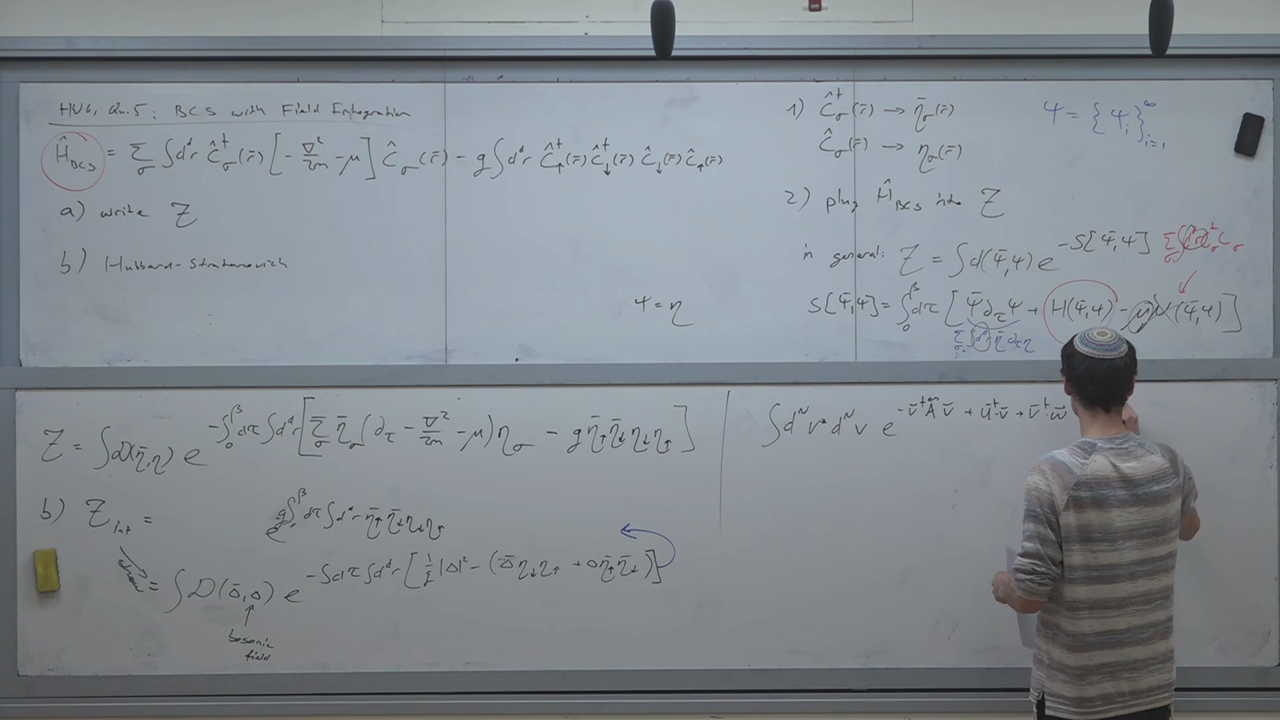 HW6, Qn.5: BCS with Field Integration
Ĥ_BCS = Σ_σ ∫d^d r Ĉ†_σ(r̄) [-∇²/2m - μ] Ĉ_σ(r̄) - g∫d^d r Ĉ†_↑(r̄) Ĉ†_↓(r̄) Ĉ_↓(r̄) Ĉ_↑(r̄)
a) write Z
b) Hubbard-Stratonovich
Ψ = η
1) Ĉ†_σ(r̄) → η̄_σ(r̄)
Ĉ_σ(r̄) → η_σ(r̄)
Ψ = {Ψ_i}^∞_{i=1}
2) plug Ĥ_BCS into Z
in general: Z = ∫d(Ψ̄,Ψ) e^{-S[Ψ̄,Ψ]}
S[Ψ̄,Ψ] = ∫_0^β dτ [Ψ̄ ∂_τ Ψ + H(Ψ̄,Ψ) - μN(Ψ̄,Ψ)]
Z = ∫D(η̄,η) e^{-∫_0^β dτ ∫d^d r [Σ_σ η̄_σ(∂_τ - ∇²/2m - μ)η_σ - g η̄_↑ η̄_↓ η_↓ η_↑]}
b) Z_int = e^{g∫_0^β dτ ∫d^d r η̄_↑ η̄_↓ η_↓ η_↑}
= ∫D(Δ̄,Δ) e^{-∫dτ ∫d^d r [1/g |Δ|² - (Δ̄ η_↓ η_↑ + Δ η̄_↑ η̄_↓)]}
bosonic
field
∫d^N v* d^N v e^{-v̄† Â v̄ + ū†·v̄ + v̄†·w̄}